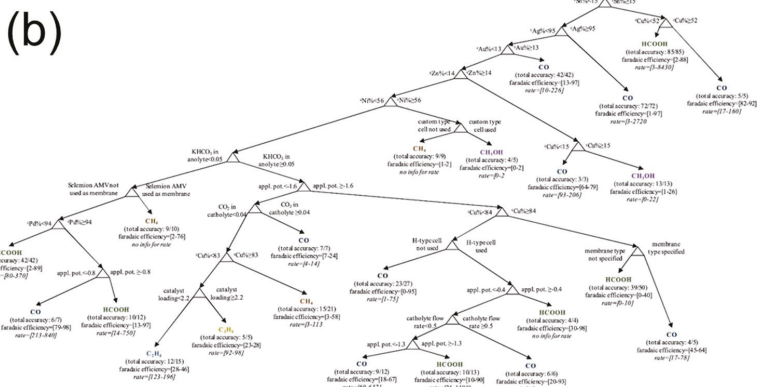 (b)
Cu%<52
Cu%≥52
Ag%<95
Ag%≥95
HCOOH
(total accuracy: 85/85)
faradaic efficiency=[2-88]
rate=[3-8430]
Au%<13
Au%≥13
CO
(total accuracy: 42/42)
faradaic efficiency=[13-97]
rate=[10-226]
CO
(total accuracy: 5/5)
faradaic efficiency=[82-92]
rate=[17-160]
Zn%<14
Zn%≥14
CO
(total accuracy: 72/72)
faradaic efficiency=[1-97]
rate=[3-2720
Ni%<56
Ni%≥56
custom type
cell not used
custom type
cell used
CH₄
(total accuracy: 9/9)
faradaic efficiency=[1-2]
no info for rate
CH₃OH
(total accuracy: 4/5)
faradaic efficiency=[0-2]
rate=[0-2
Cu%<15
Cu%≥15
CO
(total accuracy: 3/3)
faradaic efficiency=[64-79]
rate=[93-206]
CH₃OH
(total accuracy: 13/13)
faradaic efficiency=[1-26]
rate=[0-22]
KHCO₃ in
anolyte<0.05
KHCO₃ in
anolyte≥0.05
Selemion AMV not
used as membrane
Selemion AMV
used as membrane
appl. pot.<-1.6
appl. pot.≥-1.6
Pd%<94
Pd%≥94
CH₄
(total accuracy: 9/10)
faradaic efficiency=[2-76]
no info for rate
CO₂ in
catholyte<0.04
CO₂ in
catholyte≥0.04
Cu%<84
Cu%≥84
COOH
curacy: 42/42)
efficiency=[2-89]
=[80-370]
appl. pot.<-0.8
appl. pot.≥-0.8
CO
(total accuracy: 6/7)
faradaic efficiency=[79-98]
rate=[213-840]
HCOOH
(total accuracy: 10/12)
faradaic efficiency=[13-97]
rate=[14-750]
Cu%<83
Cu%≥83
CO
(total accuracy: 7/7)
faradaic efficiency=[7-24]
rate=[4-14]
catalyst
loading<2.2
catalyst
loading≥2.2
CH₄
(total accuracy: 15/21)
faradaic efficiency=[3-58]
rate=[1-113
C₂H₄
(total accuracy: 12/15)
faradaic efficiency=[28-46]
rate=[123-196]
(total accuracy: 5/5)
faradaic efficiency=[23-28]
rate=[92-98]
H-type cell
not used
H-type cell
used
CO
(total accuracy: 23/27)
faradaic efficiency=[0-95]
rate=[1-75]
appl. pot.<-0.4
appl. pot.≥-0.4
HCOOH
(total accuracy: 4/4)
faradaic efficiency=[30-98]
no info for rate
catholyte flow
rate<0.5
catholyte flow
rate≥0.5
appl. pot.<-1.3
appl. pot.≥-1.3
CO
(total accuracy: 9/12)
faradaic efficiency=[18-67]
HCOOH
(total accuracy: 10/13)
faradaic efficiency=[10-90]
CO
(total accuracy: 6/6)
faradaic efficiency=[20-93]
membrane type
not specified
membrane
type specified
HCOOH
(total accuracy: 39/50)
faradaic efficiency=[0-40]
rate=[0-10]
CO
(total accuracy: 4/5)
faradaic efficiency=[45-64]
rate=[17-78]